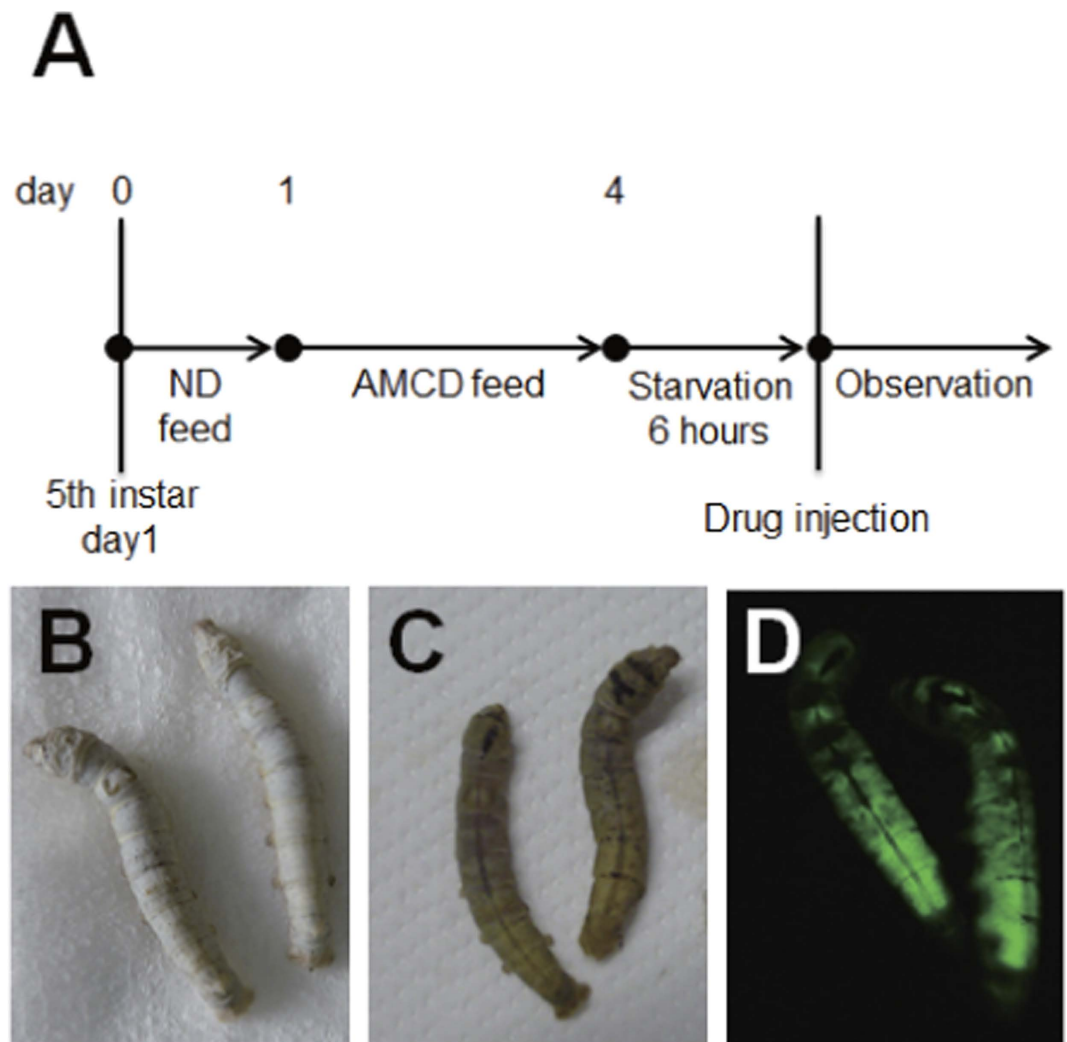 A
day 0 1 4
ND
feed
AMCD feed
Starvation
6 hours
Observation
5th instar
day1
Drug injection
B
C
D